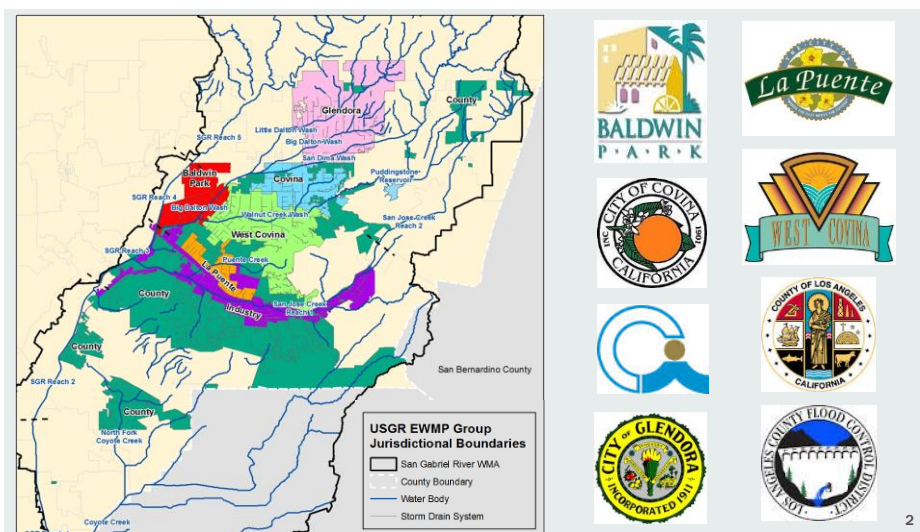 Glendora
County
Little Dalton Wash
Big Dalton Wash
SGR Reach 5
San Dima Wash
Baldwin
Park
Covina
Puddingstone
Reservoir
SGR Reach 4
Big Dalton Wash
Walnut Creek Wash
San Jose Creek
Reach 2
West Covina
SGR Reach 3
Puente Creek
La Puente
County
Industry
San Jose Creek
Reach 1
County
San Bernardino County
SGR Reach 2
County
North Fork
Coyote Creek
Coyote Creek
USGR EWMP Group
Jurisdictional Boundaries
San Gabriel River WMA
County Boundary
Water Body
Storm Drain System
BALDWIN
P·A·R·K
La Puente
CITY OF COVINA
INC. 1901
CALIFORNIA
WEST COVINA
COUNTY OF LOS ANGELES
CALIFORNIA
CITY OF GLENDORA
INCORPORATED 1911
LOS ANGELES COUNTY FLOOD CONTROL DISTRICT
2